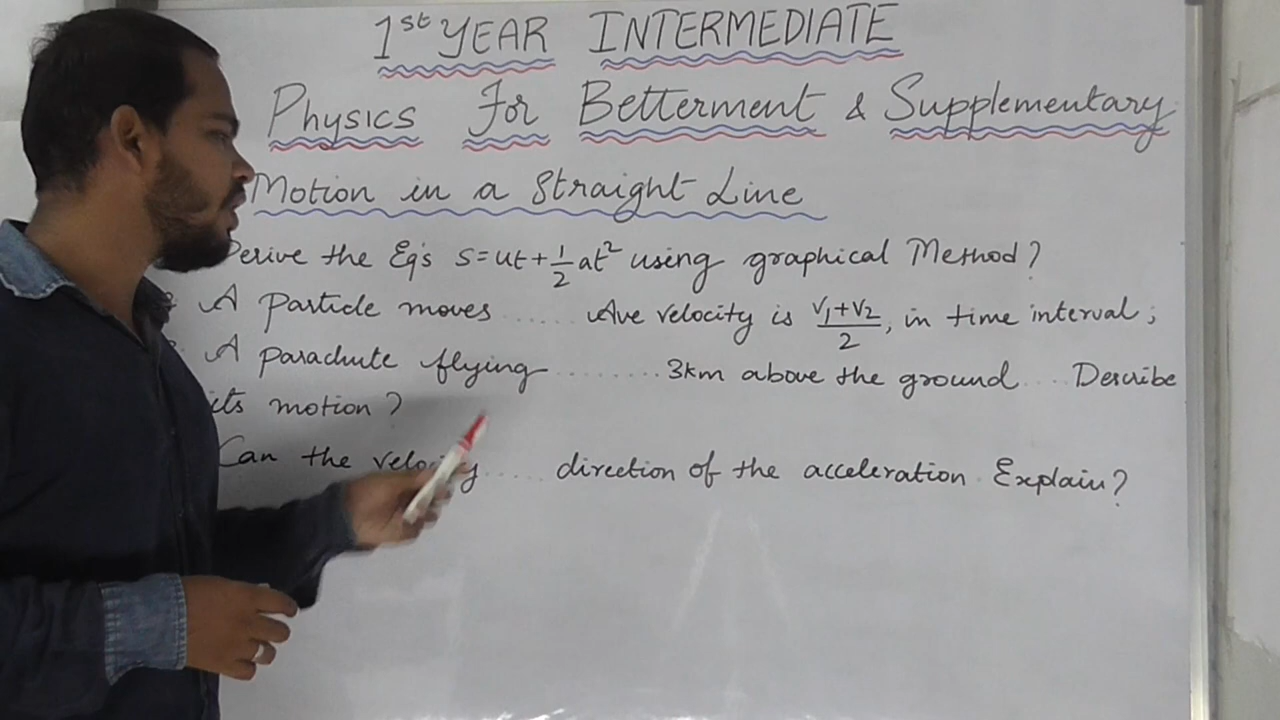 1st YEAR INTERMEDIATE
Physics For Betterment & Supplementary
Motion in a Straight Line
Derive the Eq's s=ut+1/2 at² using graphical Method?
A Particle moves ..... Ave velocity is (v₁+v₂)/2, in time interval;
A parachute flying ........ 3km above the ground ... Describe
its motion?
Can the velocity .... direction of the acceleration. Explain?